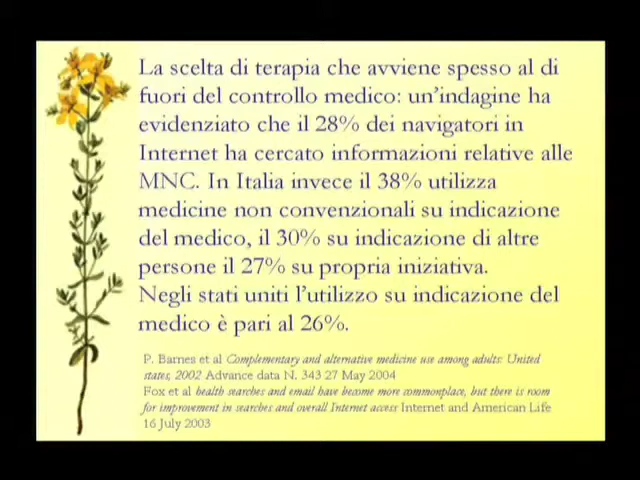 La scelta di terapia che avviene spesso al di
fuori del controllo medico: un'indagine ha
evidenziato che il 28% dei navigatori in
Internet ha cercato informazioni relative alle
MNC. In Italia invece il 38% utilizza
medicine non convenzionali su indicazione
del medico, il 30% su indicazione di altre
persone il 27% su propria iniziativa.
Negli stati uniti l'utilizzo su indicazione del
medico è pari al 26%.
P. Barnes et al Complementary and alternative medicine use among adults: United
states, 2002 Advance data N. 343 27 May 2004
Fox et al health searches and email have become more commonplace, but there is room
for improvement in searches and overall Internet access Internet and American Life
16 July 2003